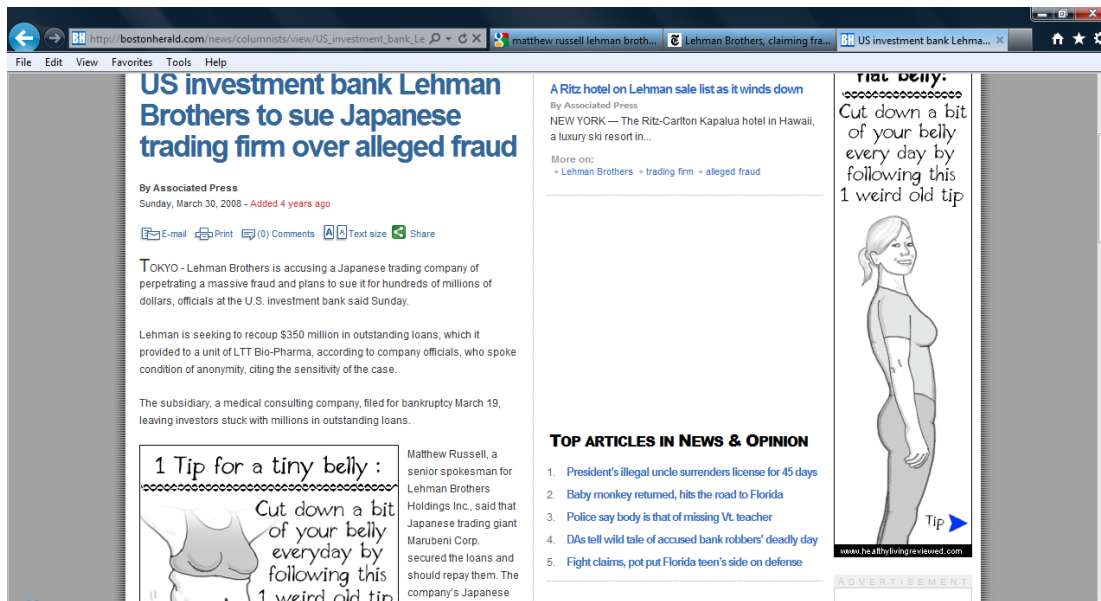 http://bostonherald.com/news/columnists/view/US_investment_bank_Le
matthew russell lehman broth...
Lehman Brothers, claiming fra...
BH US investment bank Lehma...
File Edit View Favorites Tools Help
US investment bank Lehman
Brothers to sue Japanese
trading firm over alleged fraud
By Associated Press
Sunday, March 30, 2008 - Added 4 years ago
E-mail Print (0) Comments A A Text size Share
TOKYO - Lehman Brothers is accusing a Japanese trading company of
perpetrating a massive fraud and plans to sue it for hundreds of millions of
dollars, officials at the U.S. investment bank said Sunday.
Lehman is seeking to recoup $350 million in outstanding loans, which it
provided to a unit of LTT Bio-Pharma, according to company officials, who spoke
condition of anonymity, citing the sensitivity of the case.
The subsidiary, a medical consulting company, filed for bankruptcy March 19,
leaving investors stuck with millions in outstanding loans.
1 Tip for a tiny belly :
Cut down a bit
of your belly
everyday by
following this
1 weird old tip
Matthew Russell, a
senior spokesman for
Lehman Brothers
Holdings Inc., said that
Japanese trading giant
Marubeni Corp.
secured the loans and
should repay them. The
company's Japanese
A Ritz hotel on Lehman sale list as it winds down
By Associated Press
NEW YORK — The Ritz-Carlton Kapalua hotel in Hawaii,
a luxury ski resort in...
More on:
+ Lehman Brothers + trading firm + alleged fraud
TOP ARTICLES IN NEWS & OPINION
1. President's illegal uncle surrenders license for 45 days
2. Baby monkey returned, hits the road to Florida
3. Police say body is that of missing Vt. teacher
4. DAs tell wild tale of accused bank robbers' deadly day
5. Fight claims, pot put Florida teen's side on defense
flat belly:
Cut down a bit
of your belly
every day by
following this
1 weird old tip
Tip
www.healthylivingreviewed.com
ADVERTISEMENT